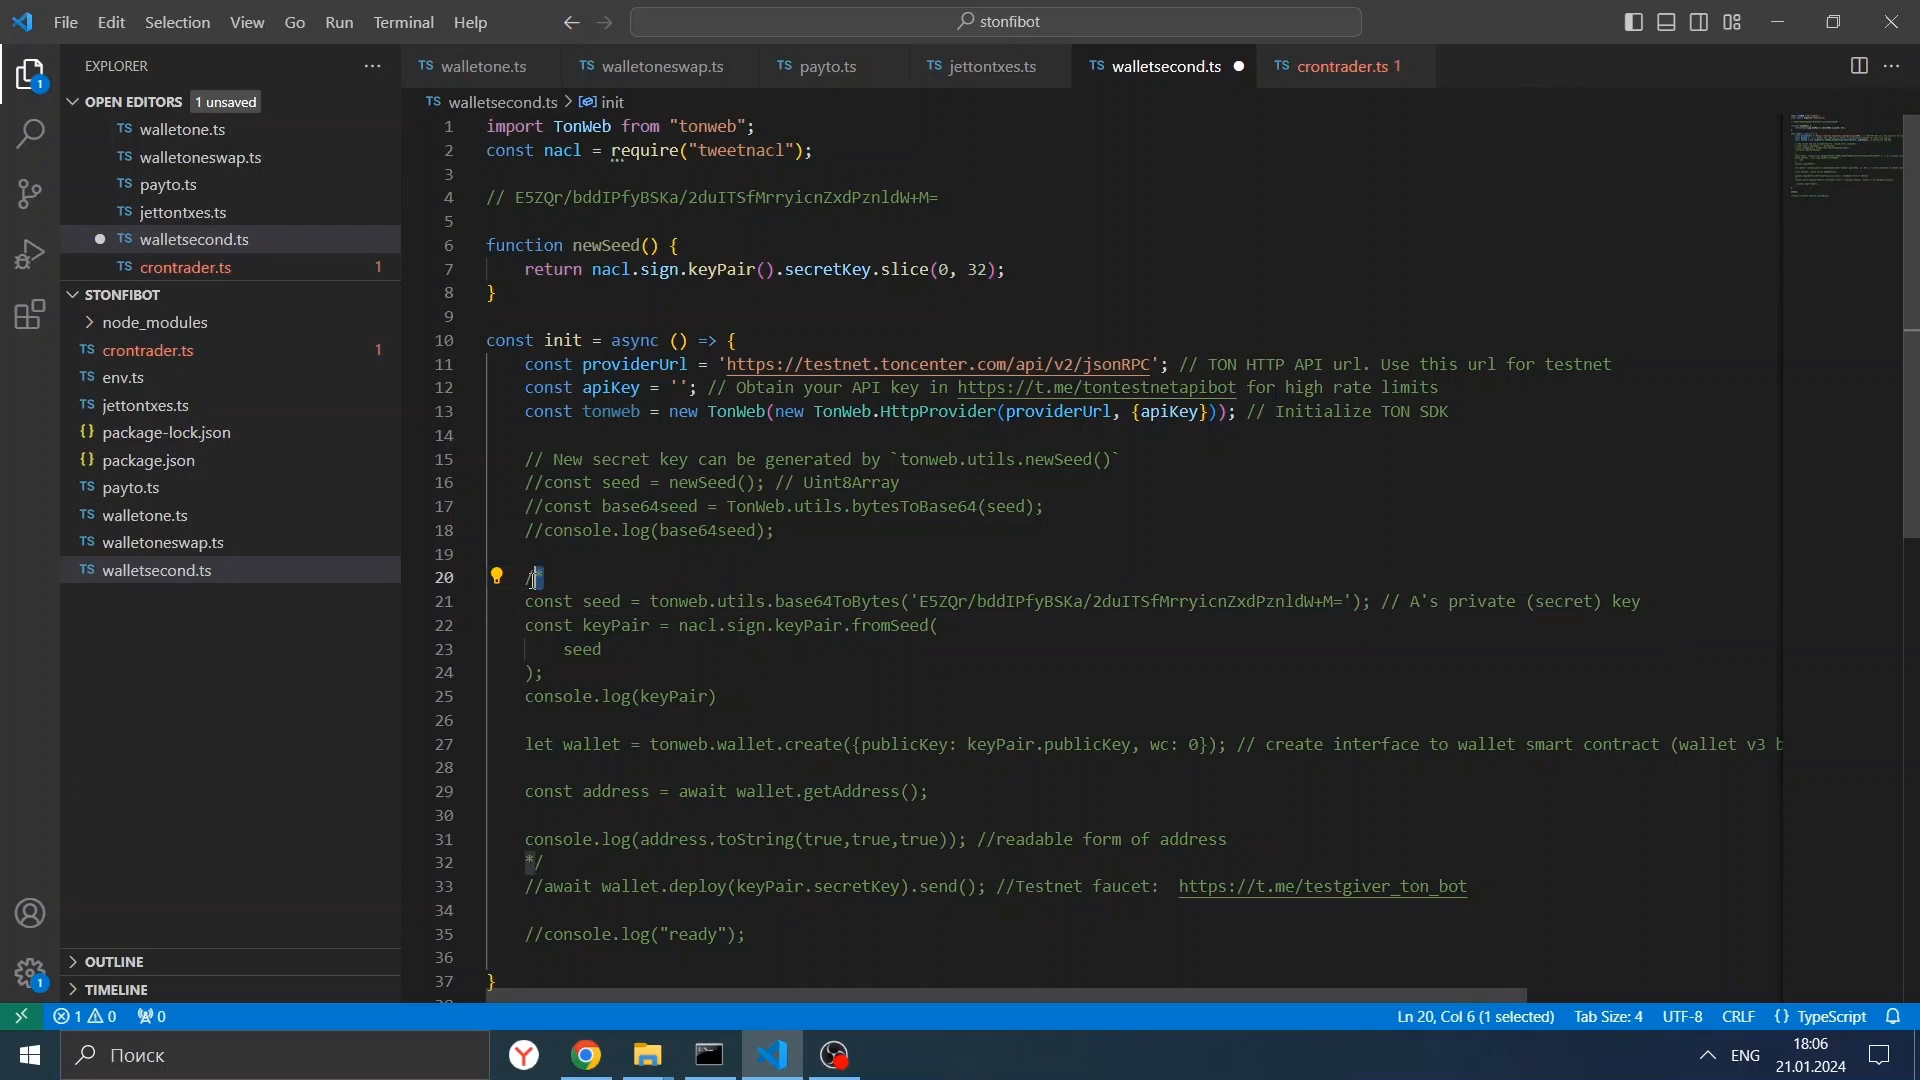 File Edit Selection View Go Run Terminal Help
stonfibot
EXPLORER
OPEN EDITORS 1 unsaved
TS walletone.ts
TS walletoneswap.ts
TS payto.ts
TS jettontxes.ts
TS walletsecond.ts
TS crontrader.ts 1
STONFIBOT
node_modules
TS crontrader.ts 1
TS env.ts
TS jettontxes.ts
{} package-lock.json
{} package.json
TS payto.ts
TS walletone.ts
TS walletoneswap.ts
TS walletsecond.ts
OUTLINE
TIMELINE
1
1
TS walletone.ts TS walletoneswap.ts TS payto.ts TS jettontxes.ts TS walletsecond.ts TS crontrader.ts 1
TS walletsecond.ts > init
1 import TonWeb from "tonweb";
2 const nacl = require("tweetnacl");
3
4 // E5ZQr/bddIPfyBSKa/2duITSfMrryicnZxdPznldW+M=
5
6 function newSeed() {
7 return nacl.sign.keyPair().secretKey.slice(0, 32);
8 }
9
10 const init = async () => {
11 const providerUrl = 'https://testnet.toncenter.com/api/v2/jsonRPC'; // TON HTTP API url. Use this url for testnet
12 const apiKey = ''; // Obtain your API key in https://t.me/tontestnetapibot for high rate limits
13 const tonweb = new TonWeb(new TonWeb.HttpProvider(providerUrl, {apiKey})); // Initialize TON SDK
14
15 // New secret key can be generated by `tonweb.utils.newSeed()`
16 //const seed = newSeed(); // Uint8Array
17 //const base64seed = TonWeb.utils.bytesToBase64(seed);
18 //console.log(base64seed);
19
20 /*
21 const seed = tonweb.utils.base64ToBytes('E5ZQr/bddIPfyBSKa/2duITSfMrryicnZxdPznldW+M='); // A's private (secret) key
22 const keyPair = nacl.sign.keyPair.fromSeed(
23 seed
24 );
25 console.log(keyPair)
26
27 let wallet = tonweb.wallet.create({publicKey: keyPair.publicKey, wc: 0}); // create interface to wallet smart contract (wallet v3 b
28
29 const address = await wallet.getAddress();
30
31 console.log(address.toString(true,true,true)); //readable form of address
32 */
33 //await wallet.deploy(keyPair.secretKey).send(); //Testnet faucet: https://t.me/testgiver_ton_bot
34
35 //console.log("ready");
36
37 }
1 0 0 Ln 20, Col 6 (1 selected) Tab Size: 4 UTF-8 CRLF {} TypeScript
Поиск
ENG
18:06
21.01.2024